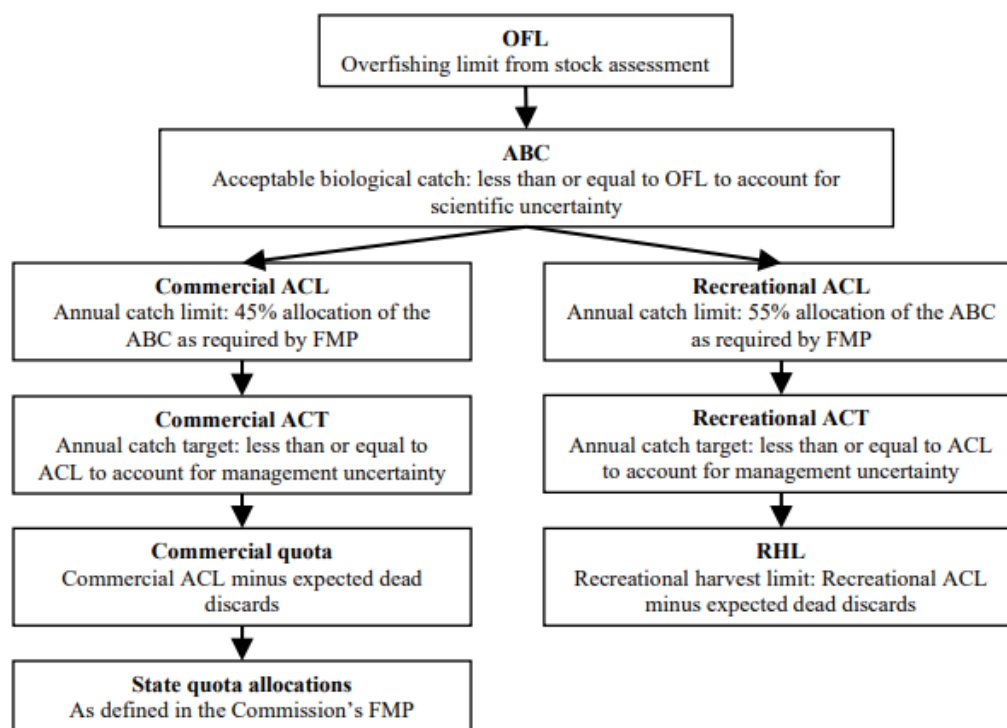 OFL
Overfishing limit from stock assessment
ABC
Acceptable biological catch: less than or equal to OFL to account for
scientific uncertainty
Commercial ACL
Annual catch limit: 45% allocation of the
ABC as required by FMP
Recreational ACL
Annual catch limit: 55% allocation of the ABC
as required by FMP
Commercial ACT
Annual catch target: less than or equal to
ACL to account for management uncertainty
Recreational ACT
Annual catch target: less than or equal to ACL
to account for management uncertainty
Commercial quota
Commercial ACL minus expected dead
discards
RHL
Recreational harvest limit: Recreational ACL
minus expected dead discards
State quota allocations
As defined in the Commission's FMP